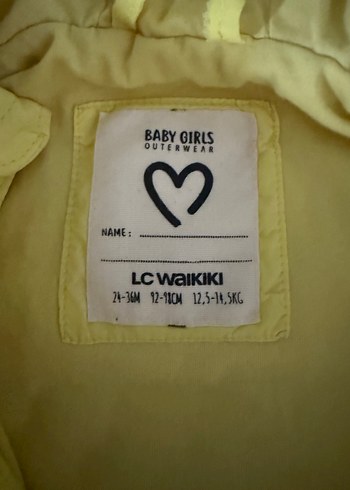 BABY GIRLS
OUTERWEAR
NAME:
LC WAIKIKI
24-36M 92-98CM 12,5-14,5KG